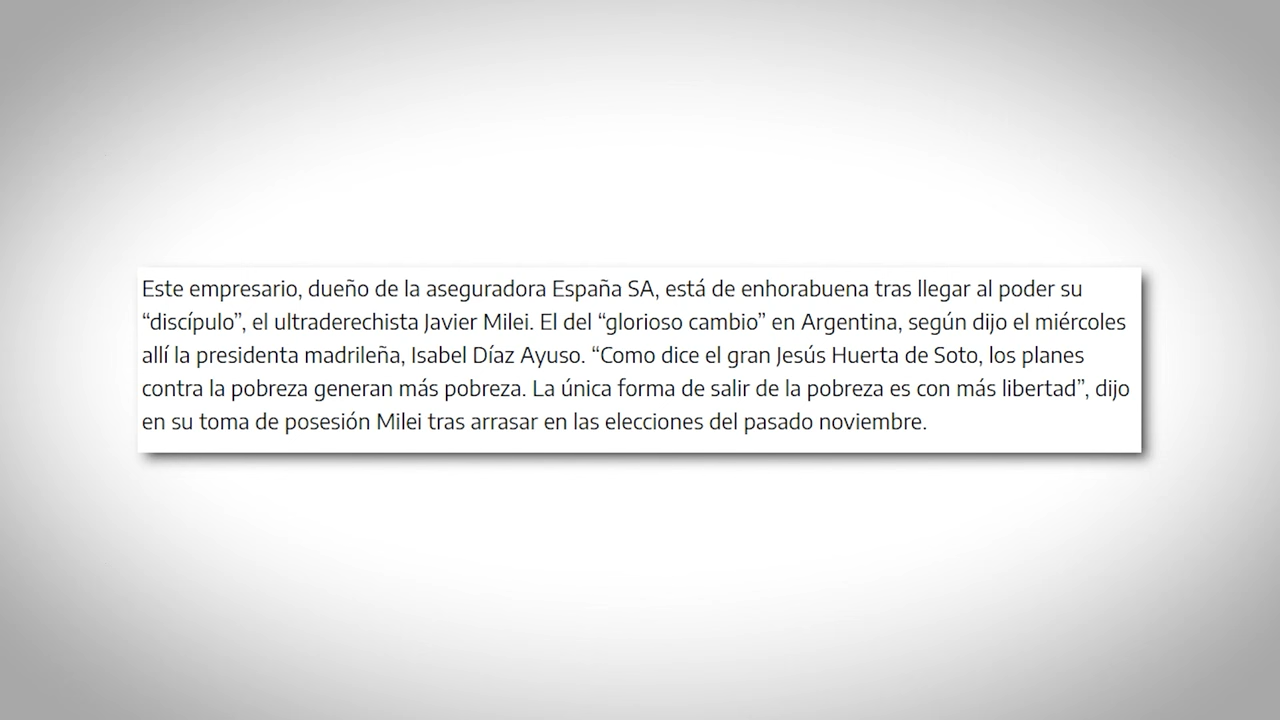 Este empresario, dueño de la aseguradora España SA, está de enhorabuena tras llegar al poder su
“discípulo”, el ultraderechista Javier Milei. El del “glorioso cambio” en Argentina, según dijo el miércoles
allí la presidenta madrileña, Isabel Díaz Ayuso. “Como dice el gran Jesús Huerta de Soto, los planes
contra la pobreza generan más pobreza. La única forma de salir de la pobreza es con más libertad”, dijo
en su toma de posesión Milei tras arrasar en las elecciones del pasado noviembre.